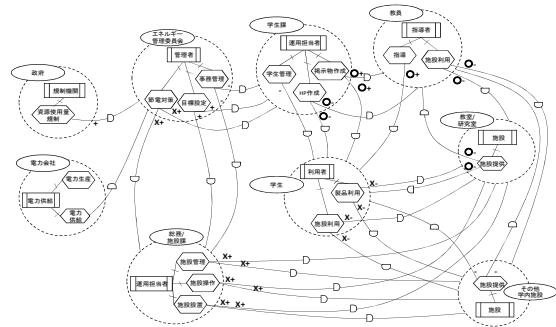 政府
規制機関
資源使用量
規制
電力会社
電力生産
電力供給
電力
供給
エネルギー
管理委員会
管理者
事務管理
節電対策
目標設定
学生課
運用担当者
学生管理
掲示物作成
HP作成
教員
指導者
指導
施設利用
教室/
研究室
施設
施設提供
学生
利用者
製品利用
施設利用
総務/
施設課
施設管理
運用担当者
施設操作
施設設置
施設提供
その他
学内施設
施設
X+
X+
+
+
+
+
+
+
+
X-
X-
X-
X-
X+
X+
X+
X+
X+
X+
-
-
-
-
-